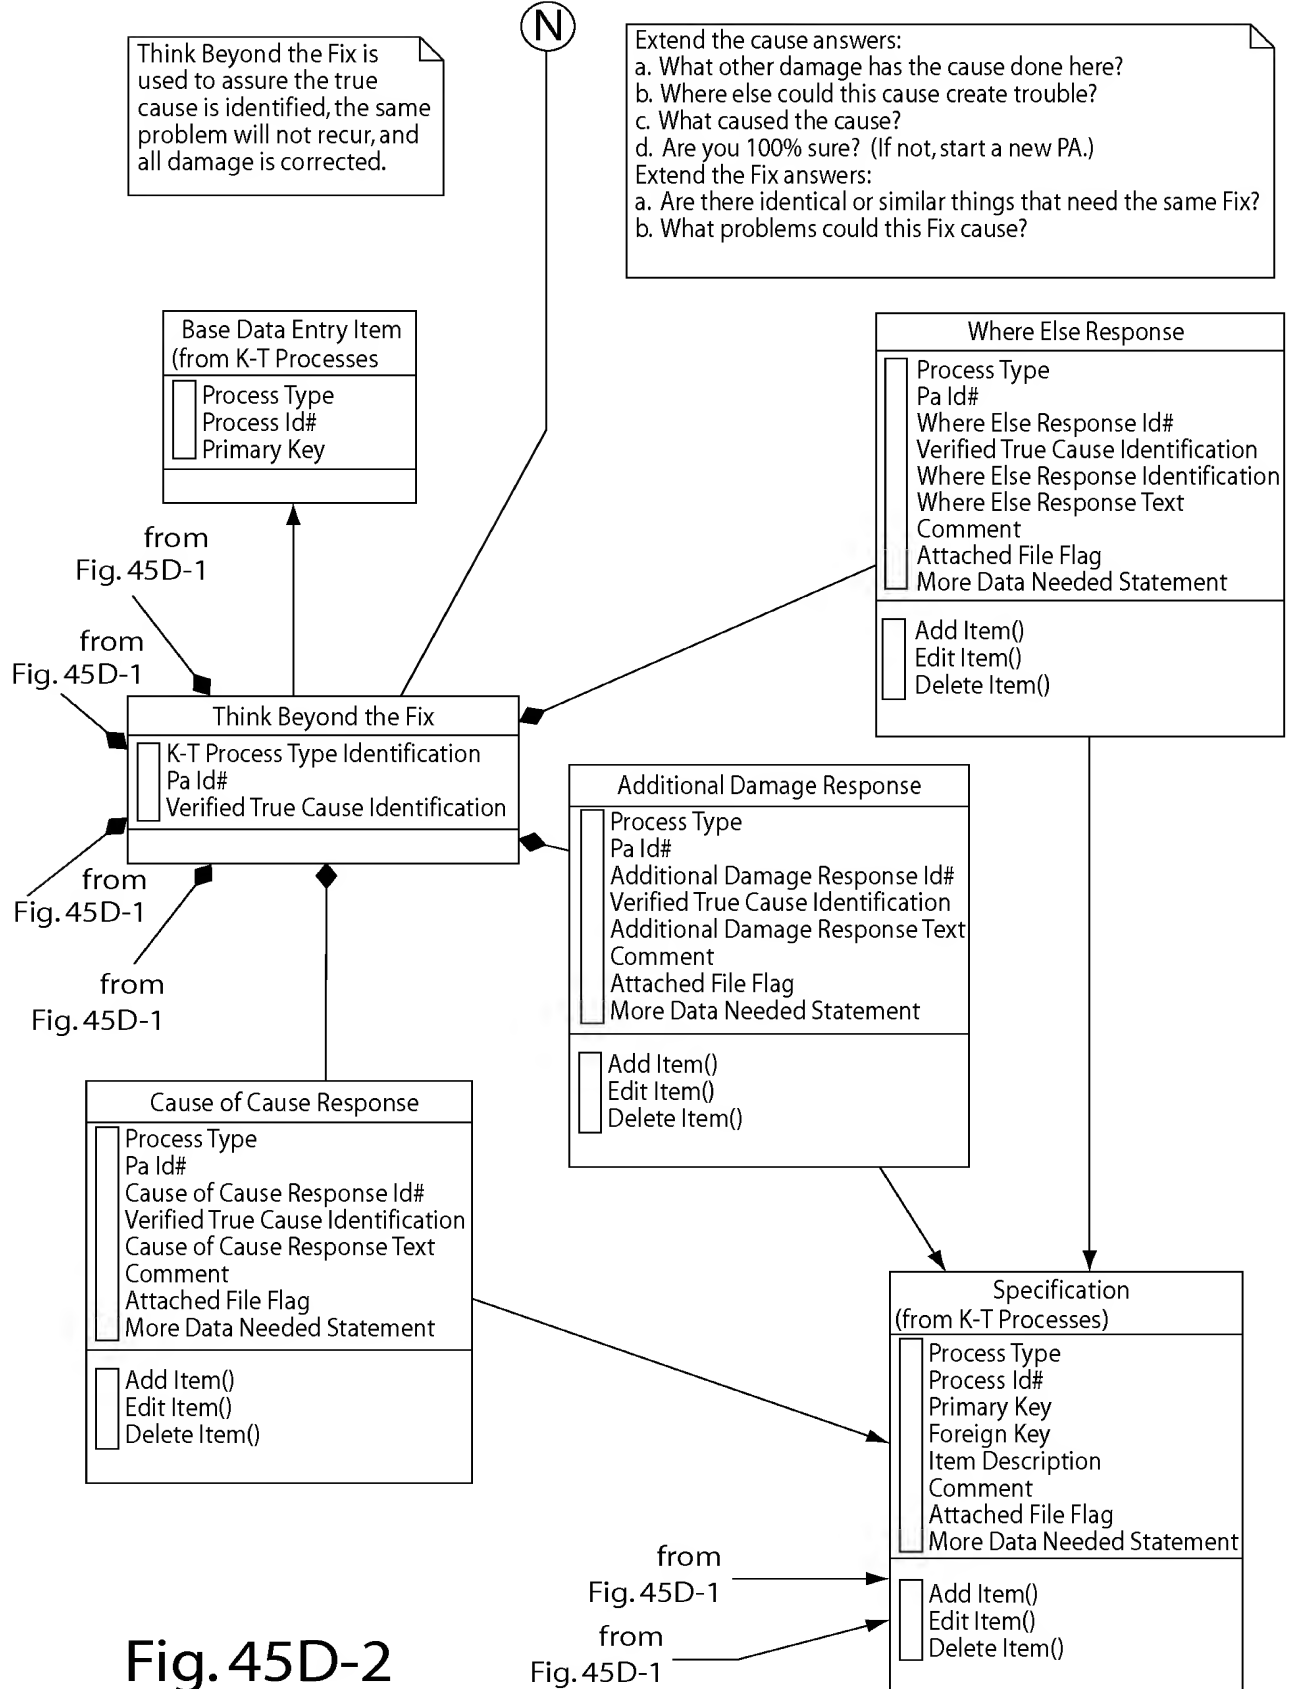 N
Think Beyond the Fix is
used to assure the true
cause is identified, the same
problem will not recur, and
all damage is corrected.
Extend the cause answers:
a. What other damage has the cause done here?
b. Where else could this cause create trouble?
c. What caused the cause?
d. Are you 100% sure? (If not, start a new PA.)
Extend the Fix answers:
a. Are there identical or similar things that need the same Fix?
b. What problems could this Fix cause?
Base Data Entry Item
(from K-T Processes
Process Type
Process Id#
Primary Key
Where Else Response
Process Type
Pa Id#
Where Else Response Id#
Verified True Cause Identification
Where Else Response Identification
Where Else Response Text
Comment
Attached File Flag
More Data Needed Statement
Add Item()
Edit Item()
Delete Item()
from
Fig. 45D-1
from
Fig. 45D-1
Think Beyond the Fix
K-T Process Type Identification
Pa Id#
Verified True Cause Identification
from
Fig. 45D-1
from
Fig. 45D-1
Additional Damage Response
Process Type
Pa Id#
Additional Damage Response Id#
Verified True Cause Identification
Additional Damage Response Text
Comment
Attached File Flag
More Data Needed Statement
Add Item()
Edit Item()
Delete Item()
Cause of Cause Response
Process Type
Pa Id#
Cause of Cause Response Id#
Verified True Cause Identification
Cause of Cause Response Text
Comment
Attached File Flag
More Data Needed Statement
Add Item()
Edit Item()
Delete Item()
Specification
(from K-T Processes)
Process Type
Process Id#
Primary Key
Foreign Key
Item Description
Comment
Attached File Flag
More Data Needed Statement
Add Item()
Edit Item()
Delete Item()
from
Fig. 45D-1
from
Fig. 45D-1
Fig. 45D-2